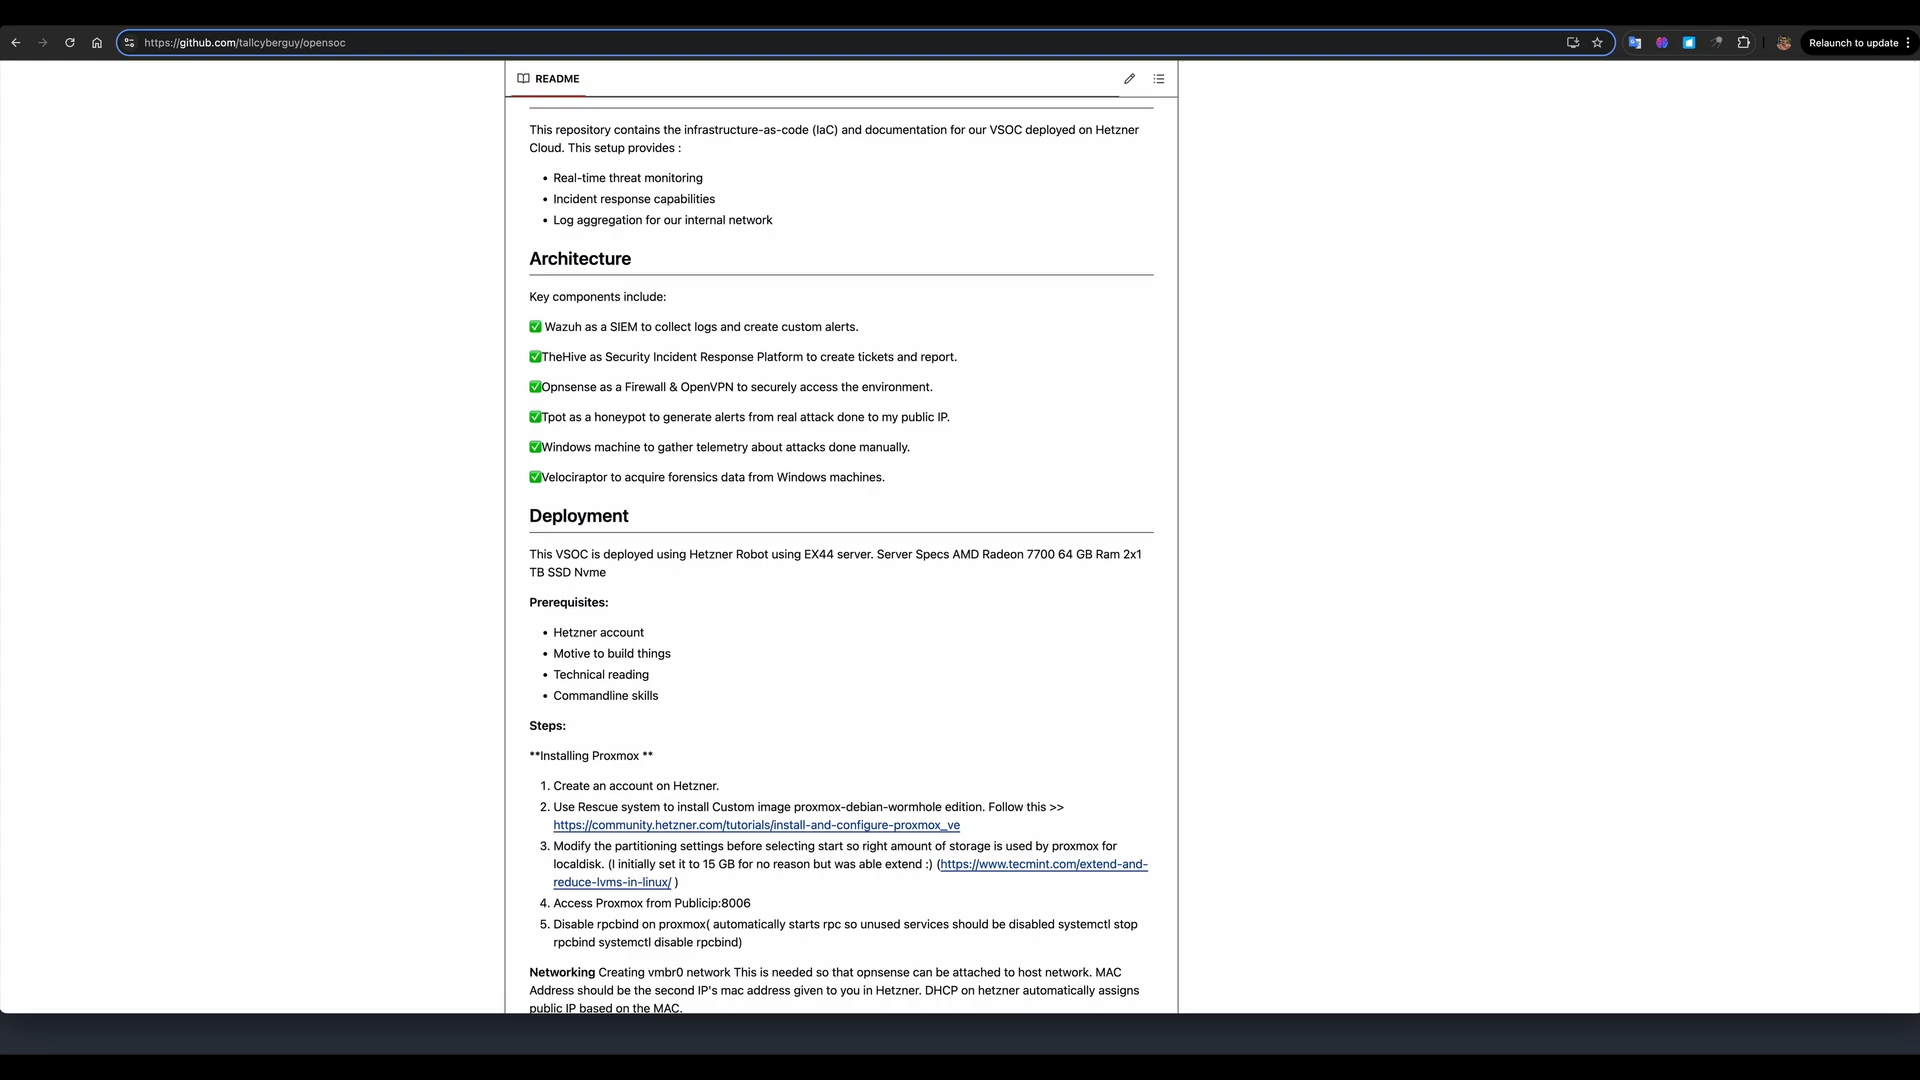 https://github.com/tallcyberguy/opensoc
Relaunch to update
README
This repository contains the infrastructure-as-code (IaC) and documentation for our VSOC deployed on Hetzner
Cloud. This setup provides :
• Real-time threat monitoring
• Incident response capabilities
• Log aggregation for our internal network
Architecture
Key components include:
✅ Wazuh as a SIEM to collect logs and create custom alerts.
✅TheHive as Security Incident Response Platform to create tickets and report.
✅Opnsense as a Firewall & OpenVPN to securely access the environment.
✅Tpot as a honeypot to generate alerts from real attack done to my public IP.
✅Windows machine to gather telemetry about attacks done manually.
✅Velociraptor to acquire forensics data from Windows machines.
Deployment
This VSOC is deployed using Hetzner Robot using EX44 server. Server Specs AMD Radeon 7700 64 GB Ram 2x1
TB SSD Nvme
Prerequisites:
• Hetzner account
• Motive to build things
• Technical reading
• Commandline skills
Steps:
**Installing Proxmox **
1. Create an account on Hetzner.
2. Use Rescue system to install Custom image proxmox-debian-wormhole edition. Follow this >>
https://community.hetzner.com/tutorials/install-and-configure-proxmox_ve
3. Modify the partitioning settings before selecting start so right amount of storage is used by proxmox for
localdisk. (I initially set it to 15 GB for no reason but was able extend :) (https://www.tecmint.com/extend-and-
reduce-lvms-in-linux/ )
4. Access Proxmox from Publicip:8006
5. Disable rpcbind on proxmox( automatically starts rpc so unused services should be disabled systemctl stop
rpcbind systemctl disable rpcbind)
Networking Creating vmbr0 network This is needed so that opnsense can be attached to host network. MAC
Address should be the second IP's mac address given to you in Hetzner. DHCP on hetzner automatically assigns
public IP based on the MAC.